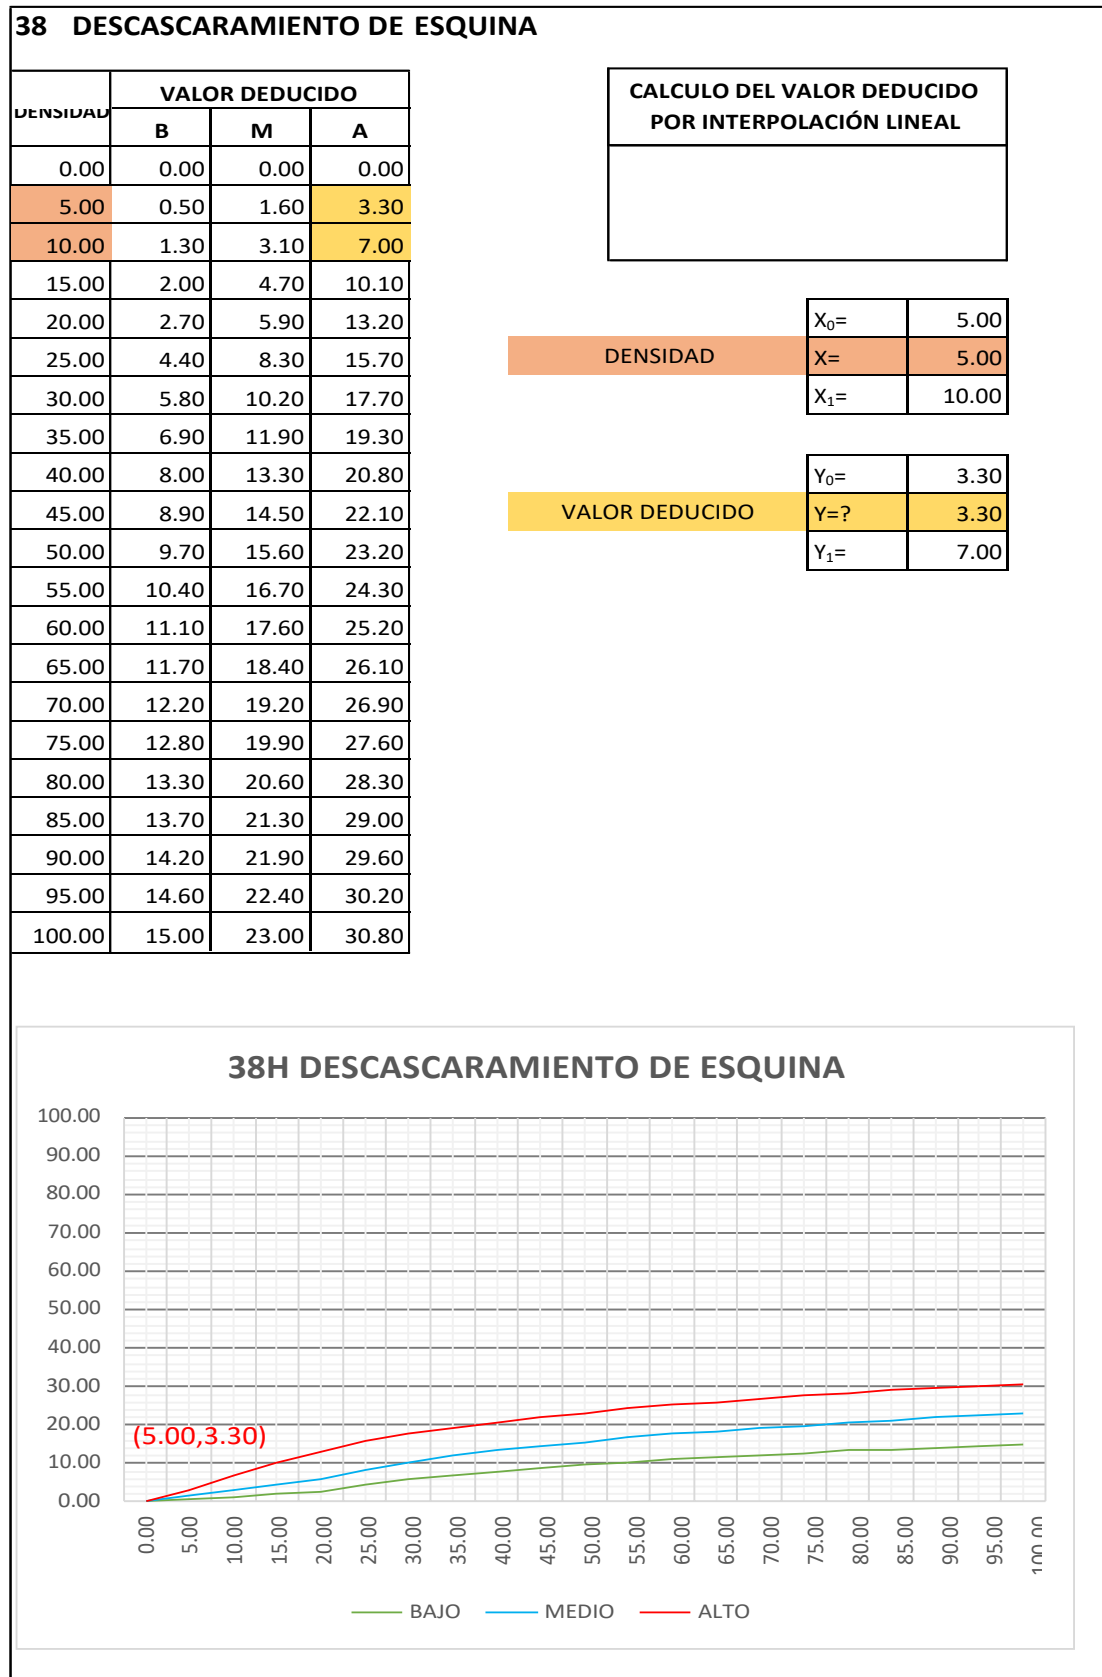 38 DESCASCARAMIENTO DE ESQUINA
DENSIDAD VALOR DEDUCIDO
B M A
0.00 0.00 0.00 0.00
5.00 0.50 1.60 3.30
10.00 1.30 3.10 7.00
15.00 2.00 4.70 10.10
20.00 2.70 5.90 13.20
25.00 4.40 8.30 15.70
30.00 5.80 10.20 17.70
35.00 6.90 11.90 19.30
40.00 8.00 13.30 20.80
45.00 8.90 14.50 22.10
50.00 9.70 15.60 23.20
55.00 10.40 16.70 24.30
60.00 11.10 17.60 25.20
65.00 11.70 18.40 26.10
70.00 12.20 19.20 26.90
75.00 12.80 19.90 27.60
80.00 13.30 20.60 28.30
85.00 13.70 21.30 29.00
90.00 14.20 21.90 29.60
95.00 14.60 22.40 30.20
100.00 15.00 23.00 30.80
CALCULO DEL VALOR DEDUCIDO
POR INTERPOLACIÓN LINEAL
X₀= 5.00
DENSIDAD X= 5.00
X₁= 10.00
Y₀= 3.30
VALOR DEDUCIDO Y=? 3.30
Y₁= 7.00
38H DESCASCARAMIENTO DE ESQUINA
100.00
90.00
80.00
70.00
60.00
50.00
40.00
30.00
20.00
10.00
0.00
(5.00,3.30)
0.00 5.00 10.00 15.00 20.00 25.00 30.00 35.00 40.00 45.00 50.00 55.00 60.00 65.00 70.00 75.00 80.00 85.00 90.00 95.00 100.00
BAJO MEDIO ALTO